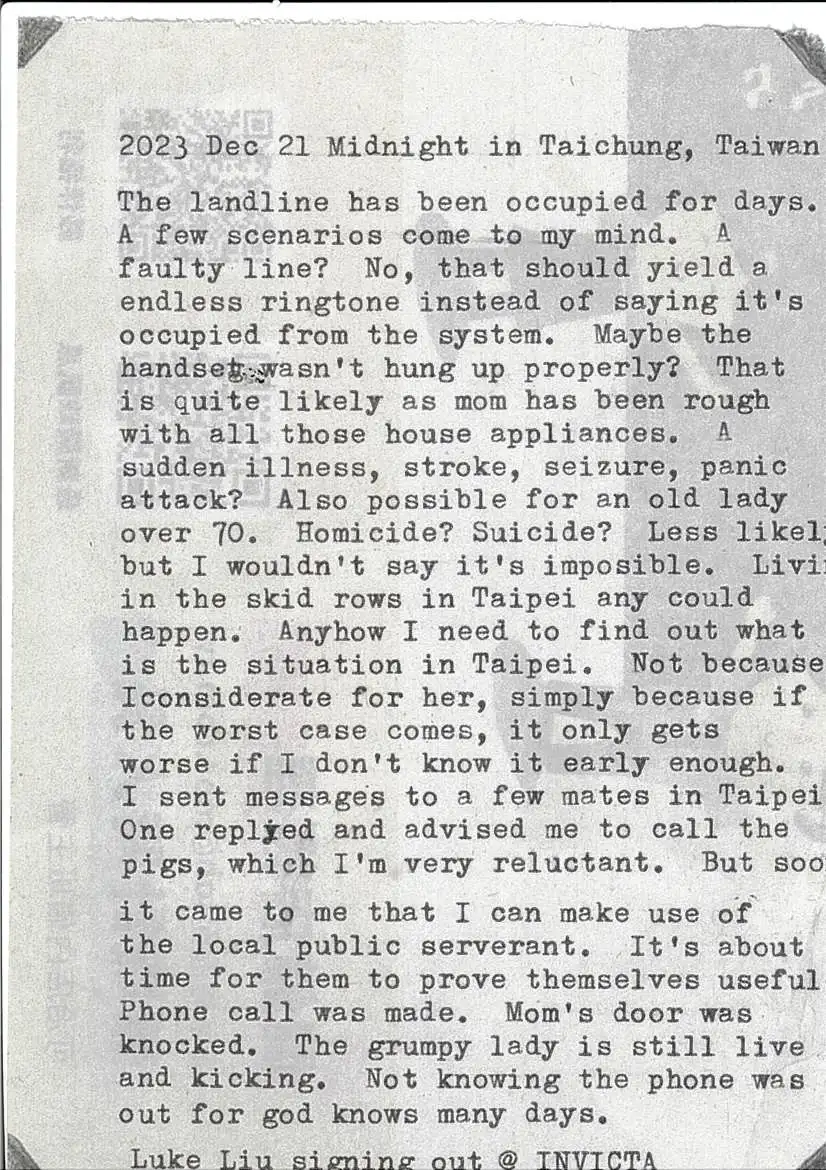 2023 Dec 21 Midnight in Taichung, Taiwan
The landline has been occupied for days.
A few scenarios come to my mind. A
faulty line? No, that should yield a
endless ringtone instead of saying it's
occupied from the system. Maybe the
handset wasn't hung up properly? That
is quite likely as mom has been rough
with all those house appliances. A
sudden illness, stroke, seizure, panic
attack? Also possible for an old lady
over 70. Homicide? Suicide? Less likel
but I wouldn't say it's imposible. Livi
in the skid rows in Taipei any could
happen. Anyhow I need to find out what
is the situation in Taipei. Not because
Iconsiderate for her, simply because if
the worst case comes, it only gets
worse if I don't know it early enough.
I sent messages to a few mates in Taipei
One replyed and advised me to call the
pigs, which I'm very reluctant. But soo
it came to me that I can make use of
the local public serverant. It's about
time for them to prove themselves useful
Phone call was made. Mom's door was
knocked. The grumpy lady is still live
and kicking. Not knowing the phone was
out for god knows many days.
Luke Liu signing out @ INVICTA